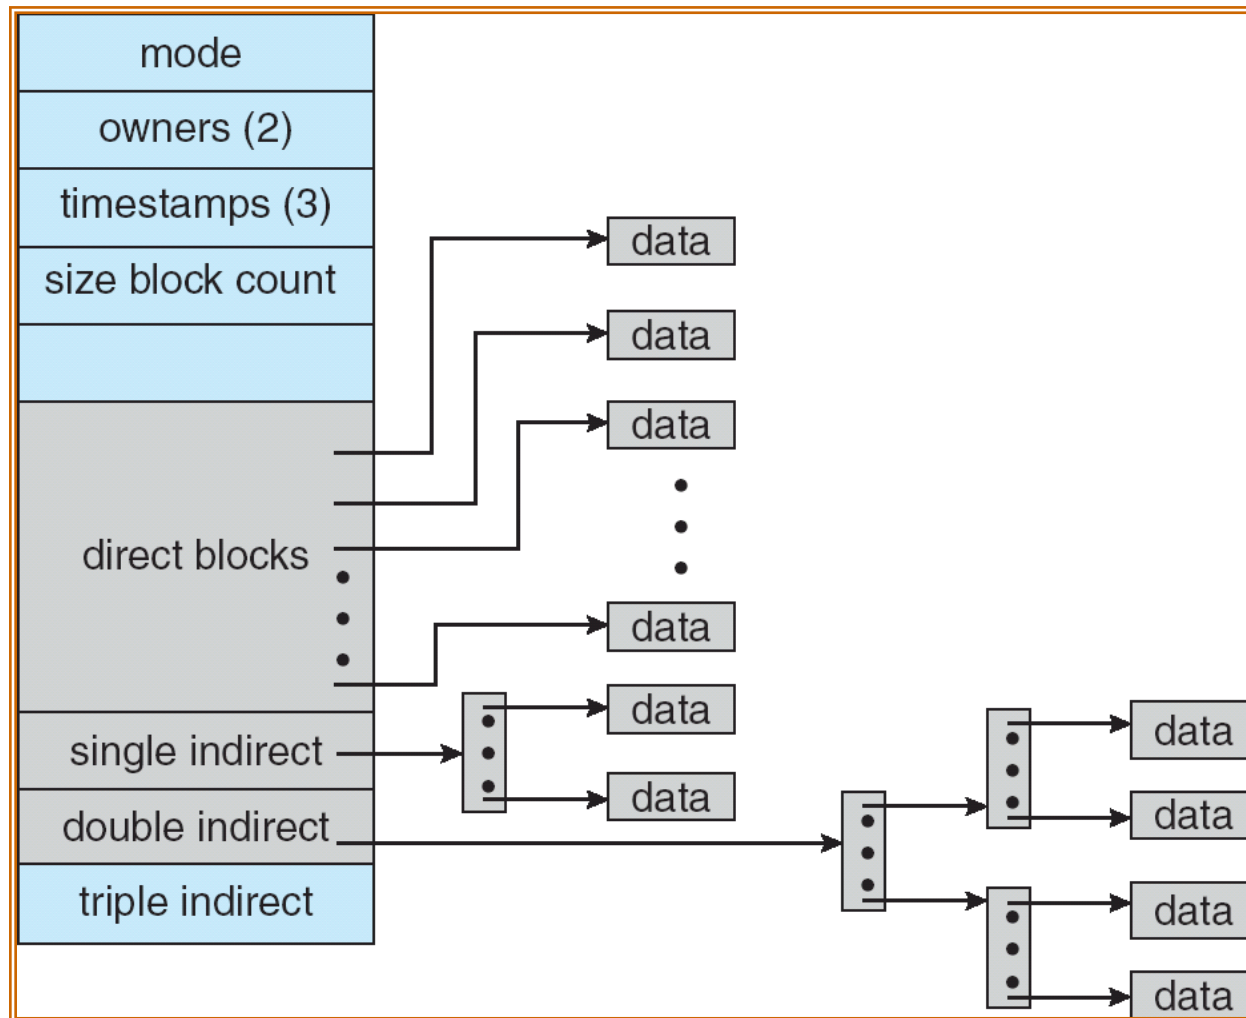 mode
owners (2)
timestamps (3)
size block count
direct blocks
single indirect
double indirect
triple indirect
data
data
data
data
data
data
data
data
data
data